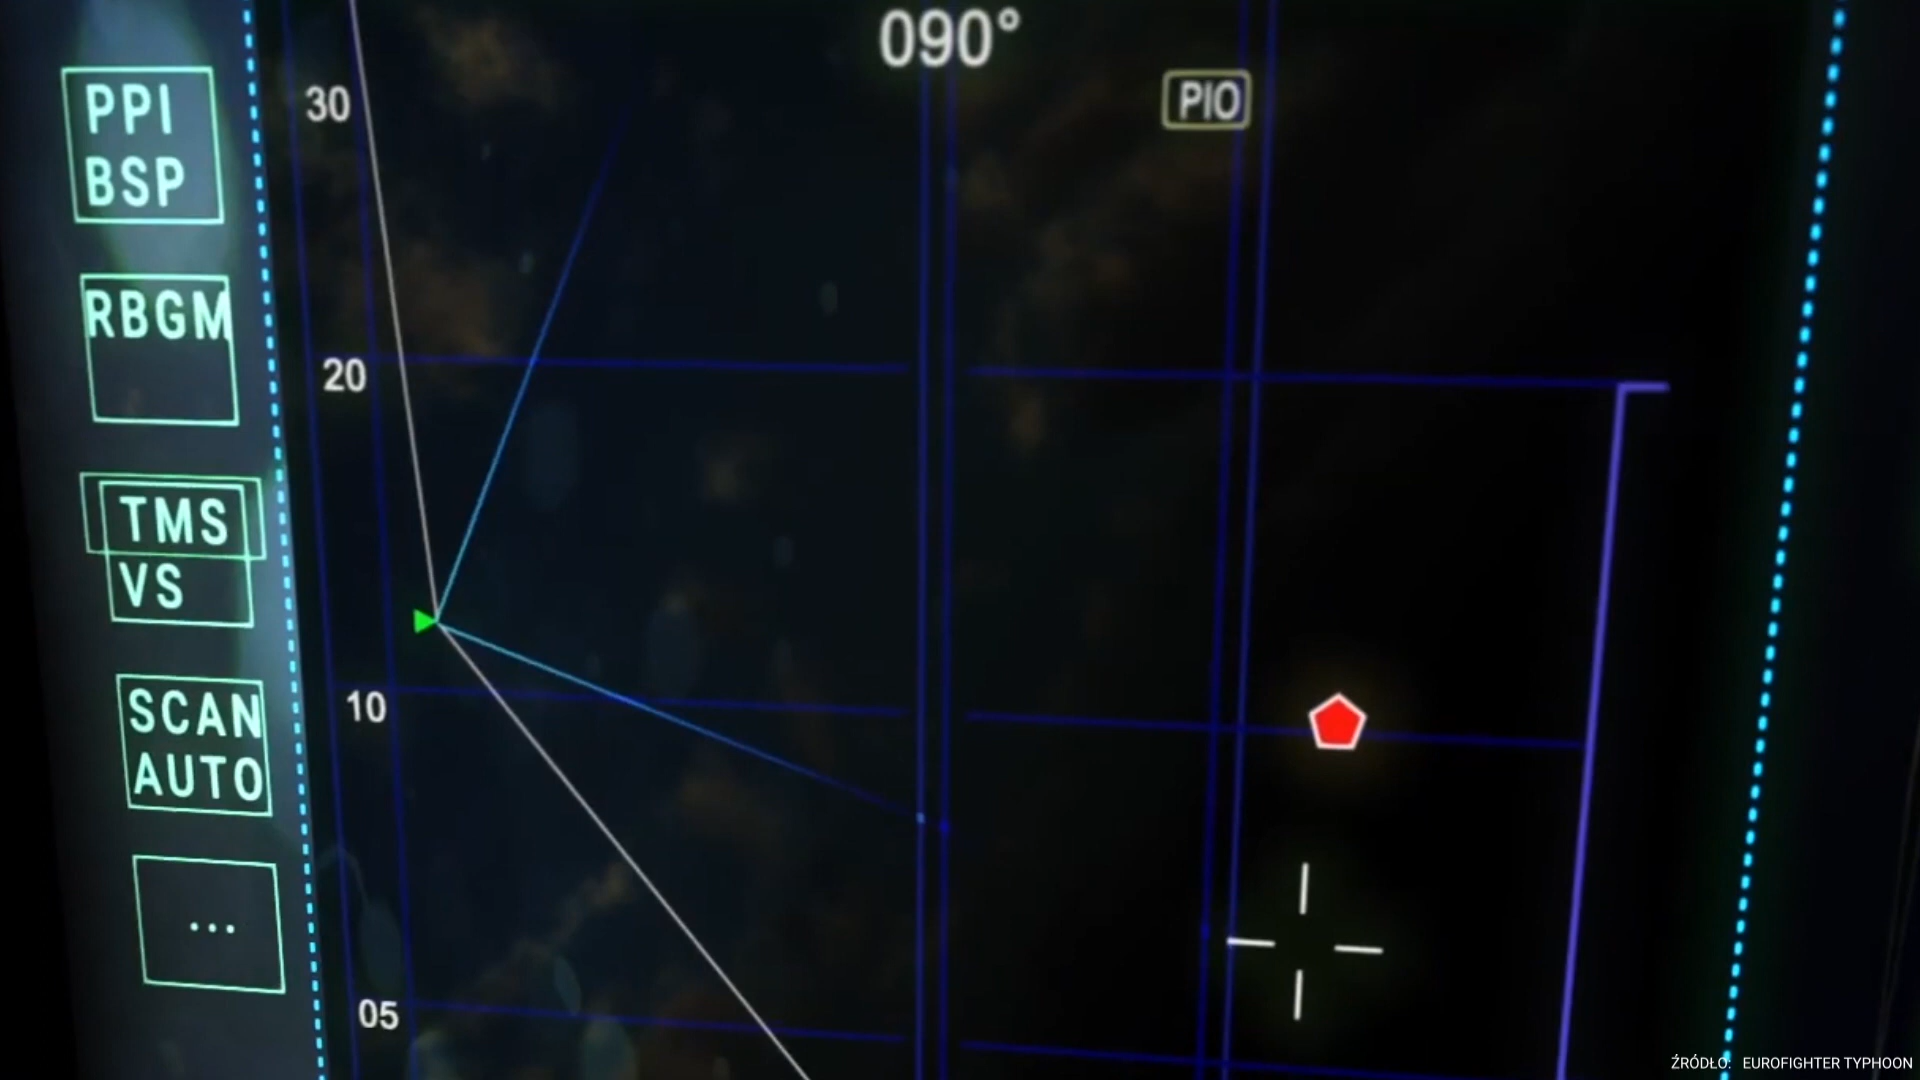 090°
PIO
30
20
10
05
PPI
BSP
RBGM
TMS
VS
SCAN
AUTO
...
ŹRÓDŁO: EUROFIGHTER TYPHOON